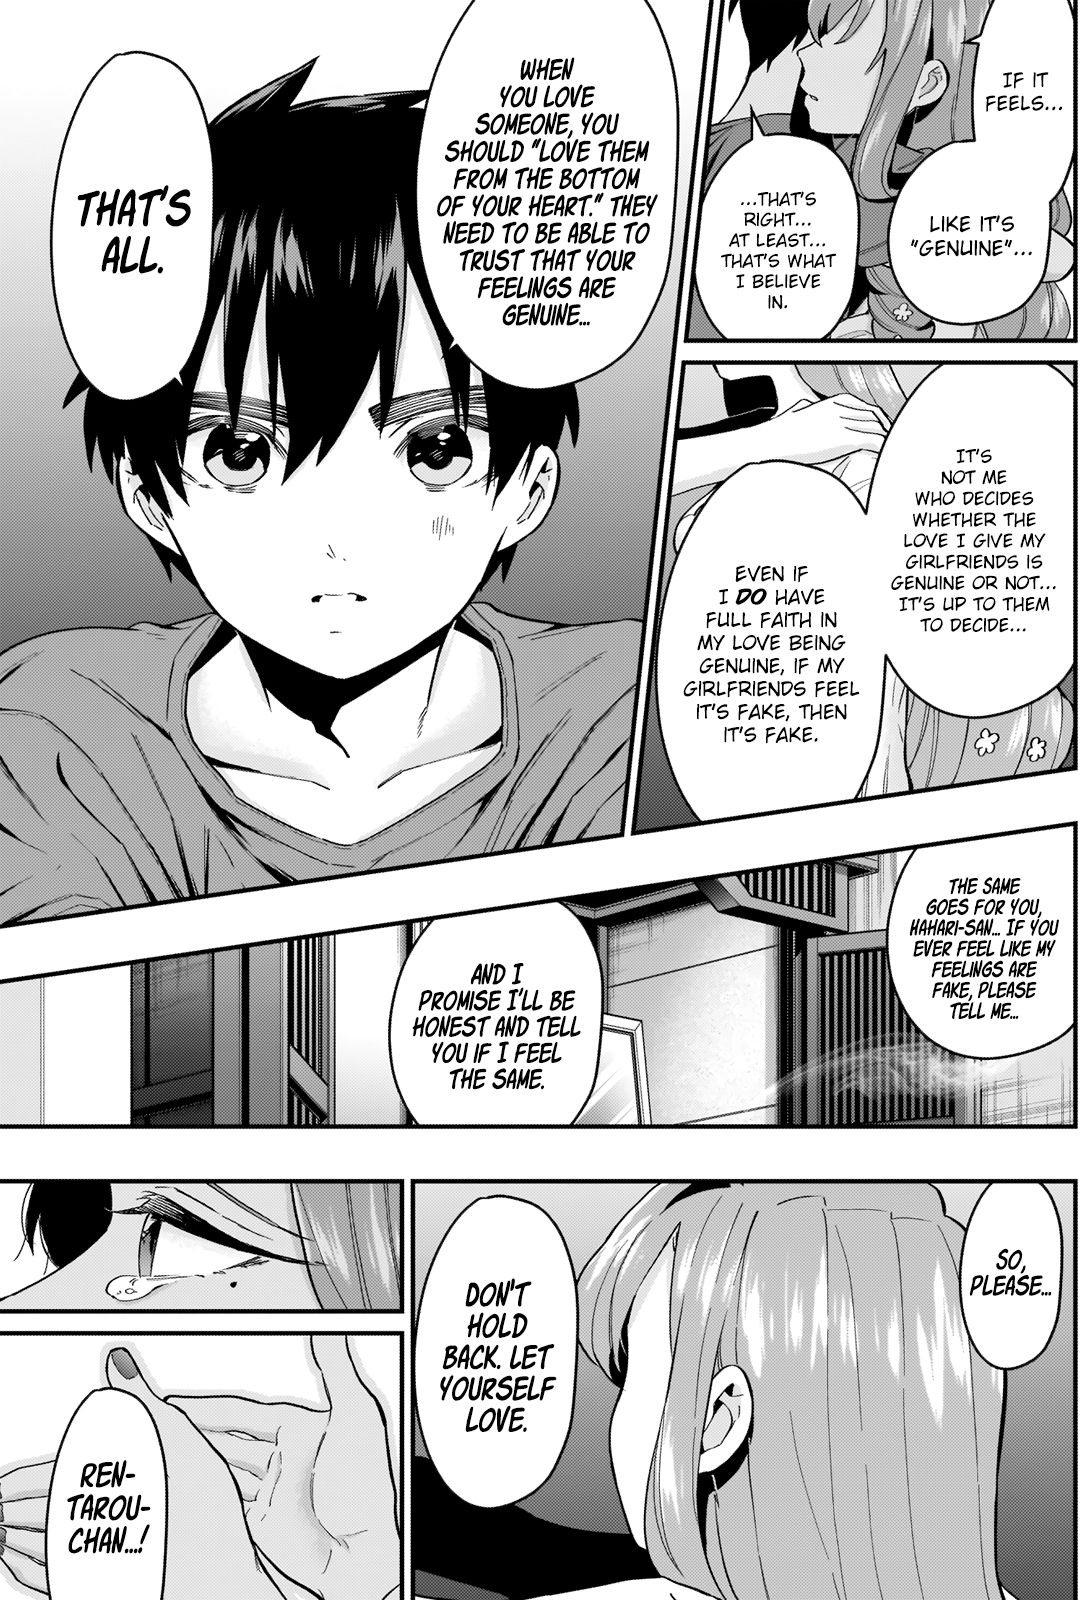 IF IT
FEELS...
LIKE IT'S
"GENUINE"...
...THAT'S
RIGHT...
AT LEAST...
THAT'S WHAT
I BELIEVE
IN.
IT'S
NOT ME
WHO DECIDES
WHETHER THE
LOVE I GIVE MY
GIRLFRIENDS IS
GENUINE OR NOT...
IT'S UP TO THEM
TO DECIDE...
EVEN IF
I DO HAVE
FULL FAITH IN
MY LOVE BEING
GENUINE, IF MY
GIRLFRIENDS FEEL
IT'S FAKE, THEN
IT'S FAKE.
WHEN
YOU LOVE
SOMEONE, YOU
SHOULD "LOVE THEM
FROM THE BOTTOM
OF YOUR HEART." THEY
NEED TO BE ABLE TO
TRUST THAT YOUR
FEELINGS ARE
GENUINE...
THAT'S
ALL.
THE SAME
GOES FOR YOU,
HAHARI-SAN... IF YOU
EVER FEEL LIKE MY
FEELINGS ARE
FAKE, PLEASE
TELL ME...
AND I
PROMISE I'LL BE
HONEST AND TELL
YOU IF I FEEL
THE SAME.
SO,
PLEASE...
DON'T
HOLD
BACK. LET
YOURSELF
LOVE.
REN-
TAROU-
CHAN...!